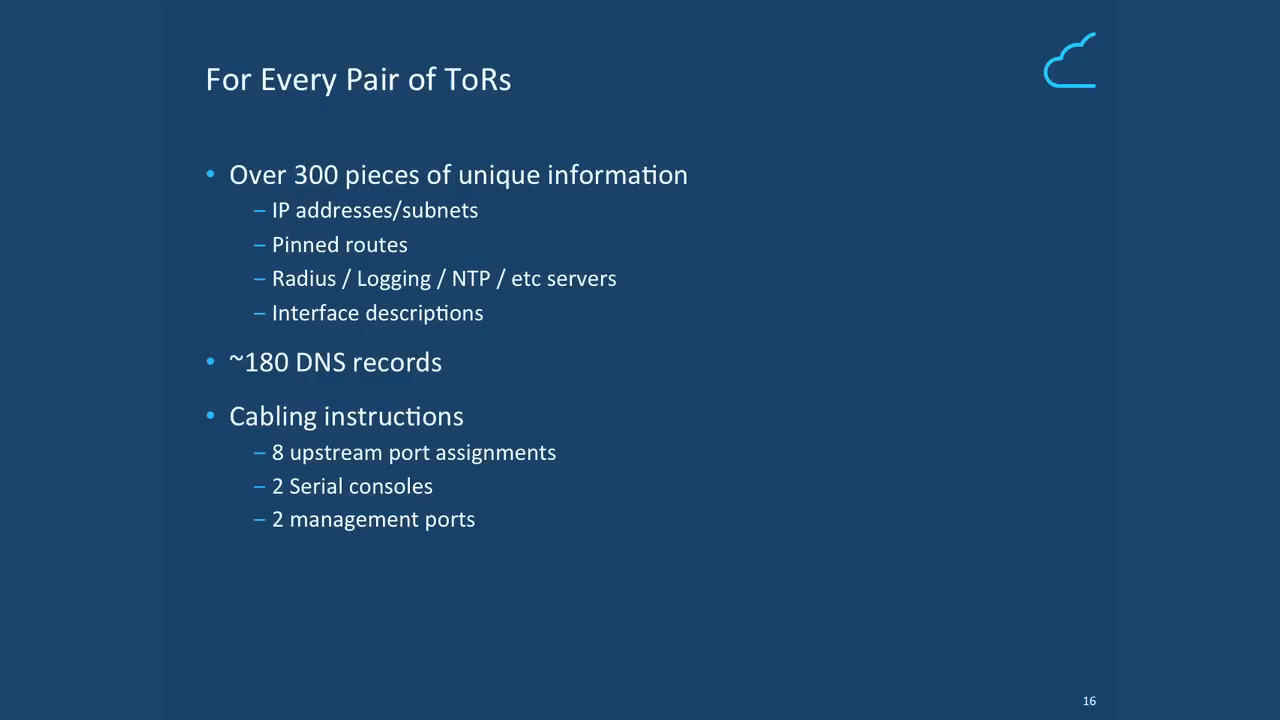 For Every Pair of ToRs
• Over 300 pieces of unique information
– IP addresses/subnets
– Pinned routes
– Radius / Logging / NTP / etc servers
– Interface descriptions
• ~180 DNS records
• Cabling instructions
– 8 upstream port assignments
– 2 Serial consoles
– 2 management ports
16